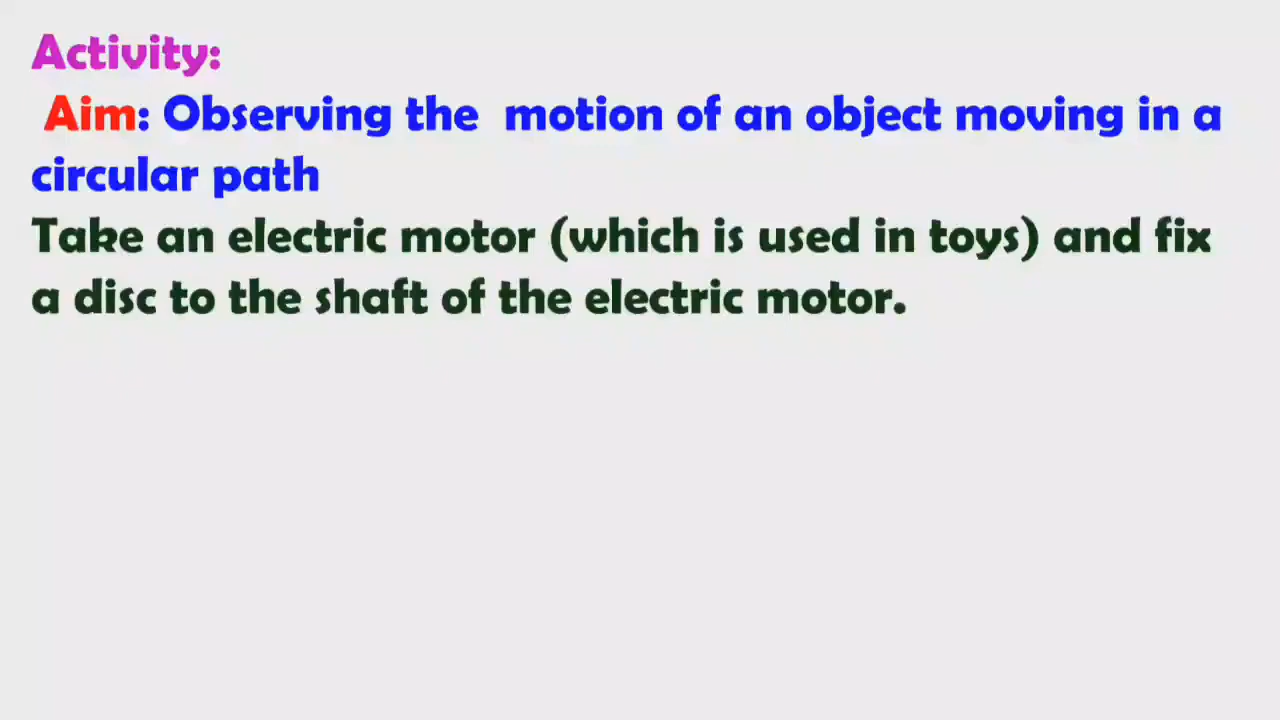 Activity:
Aim: Observing the motion of an object moving in a
circular path
Take an electric motor (which is used in toys) and fix
a disc to the shaft of the electric motor.